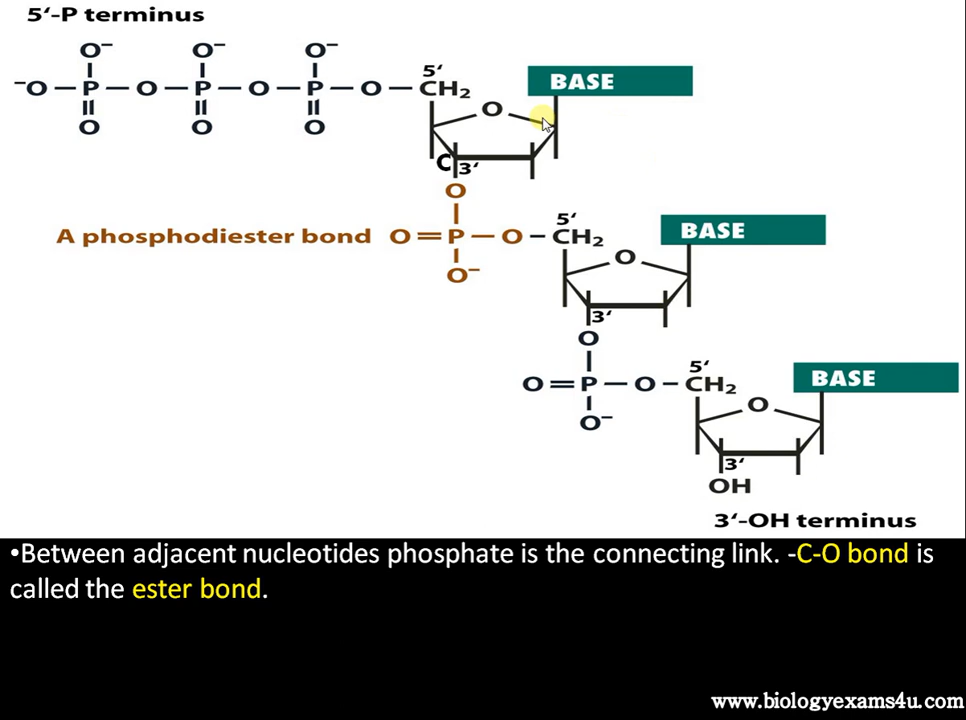 5‘-P terminus
O⁻ O⁻ O⁻ 5‘
⁻O — P — O — P — O — P — O — CH₂ BASE
O O O O
C 3‘
O
5‘
A phosphodiester bond O=P—O–CH₂ BASE
O
O⁻
3‘
O
5‘
O=P—O–CH₂ BASE
O
O⁻
3‘
OH
3‘-OH terminus
•Between adjacent nucleotides phosphate is the connecting link. -C-O bond is
called the ester bond.
www.biologyexams4u.com